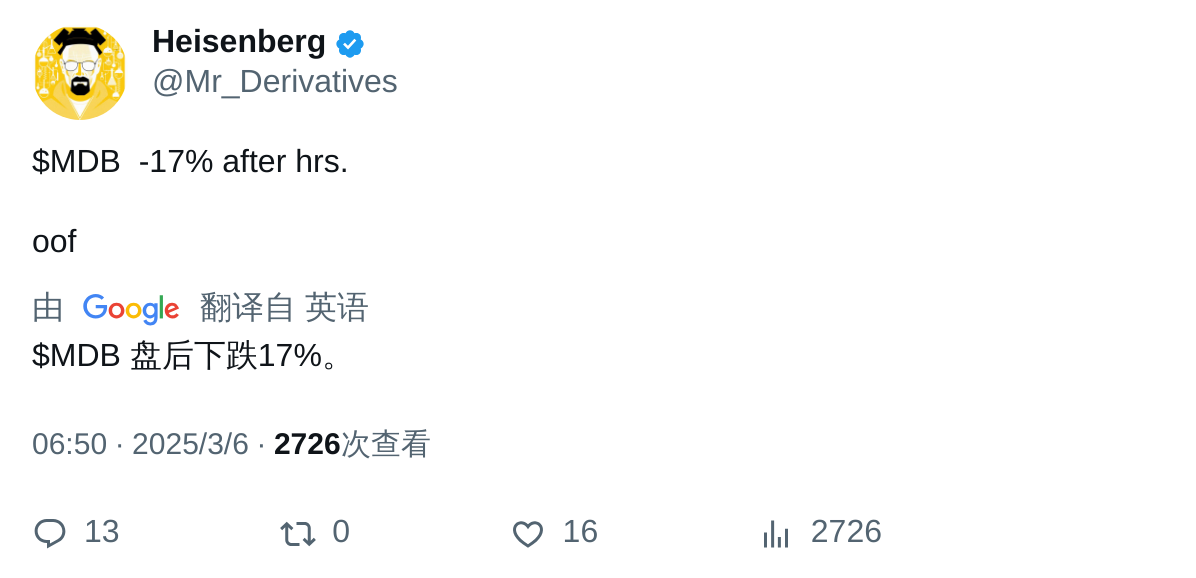 Heisenberg
@Mr_Derivatives
$MDB -17% after hrs.
oof
由 Google 翻译自 英语
$MDB 盘后下跌17%。
06:50 · 2025/3/6 · 2726次查看
13 0 16 2726